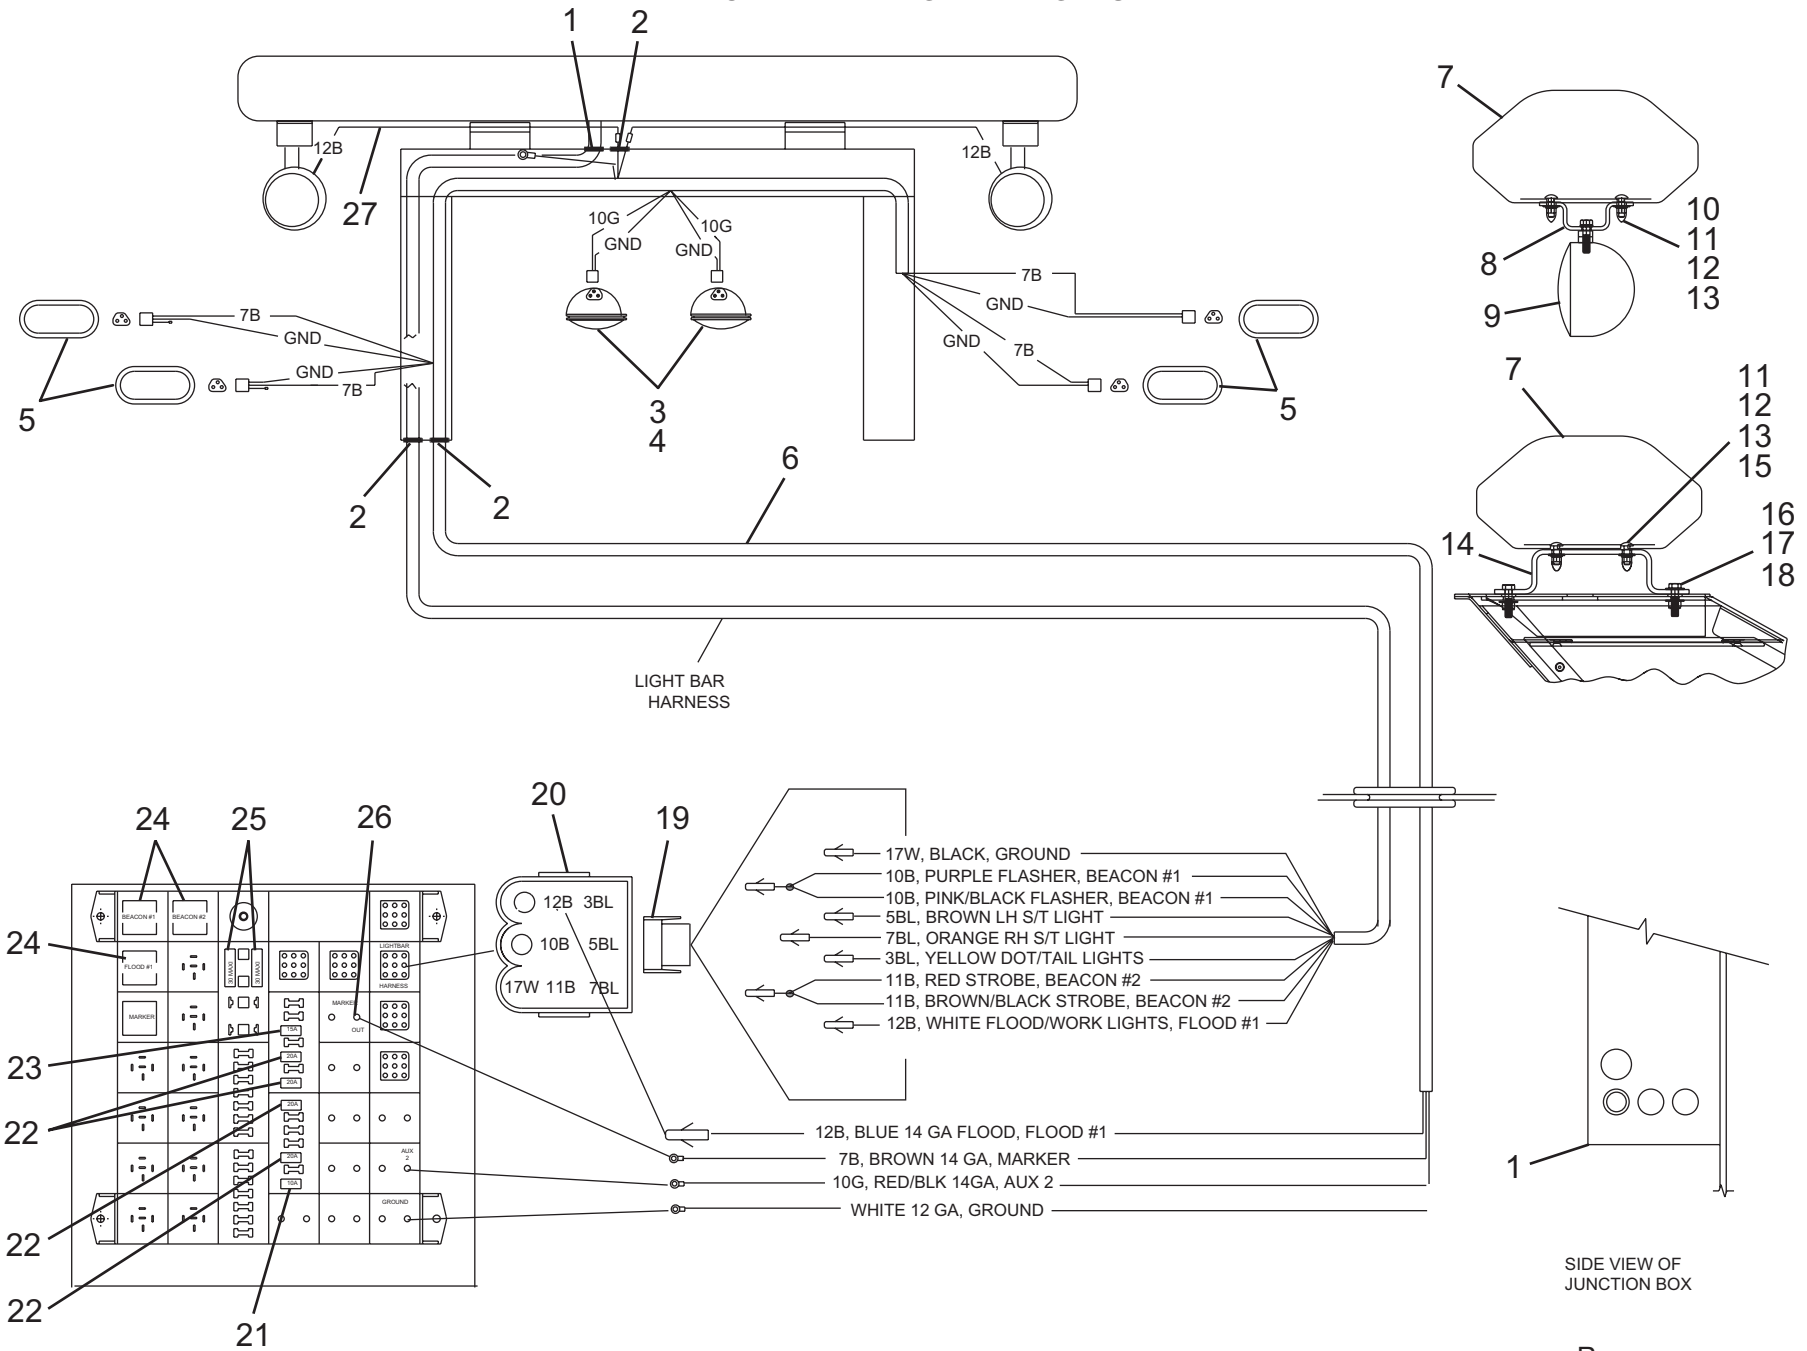 1
2
7
12B
27
12B
10G
GND
10G
GND
10
11
12
13
8
9
7B
GND
GND
7B
7B
GND
GND
7B
5
5
3
4
7
11
12
13
15
2
2
6
14
16
17
18
LIGHT BAR
HARNESS
24
25
26
20
19
BEACON #1
BEACON #2
24
FLOOD #1
30 MAXI
30 MAXI
LIGHTBAR
HARNESS
MARKER
MARKER
OUT
15A
20A
20A
20A
20A
10A
AUX
2
GROUND
12B 3BL
10B 5BL
17W 11B 7BL
17W, BLACK, GROUND
10B, PURPLE FLASHER, BEACON #1
10B, PINK/BLACK FLASHER, BEACON #1
5BL, BROWN LH S/T LIGHT
7BL, ORANGE RH S/T LIGHT
3BL, YELLOW DOT/TAIL LIGHTS
11B, RED STROBE, BEACON #2
11B, BROWN/BLACK STROBE, BEACON #2
12B, WHITE FLOOD/WORK LIGHTS, FLOOD #1
23
22
22
22
21
12B, BLUE 14 GA FLOOD, FLOOD #1
7B, BROWN 14 GA, MARKER
10G, RED/BLK 14GA, AUX 2
WHITE 12 GA, GROUND
1
SIDE VIEW OF
JUNCTION BOX